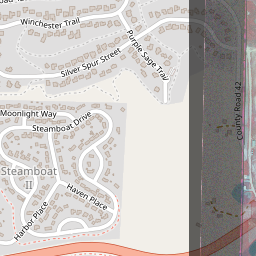 Winchester Trail
Silver Spur Street
Purple Sage Trail
County Road 42
Moonlight Way
Steamboat Drive
Steamboat
II
Haven Place
Harbor Place